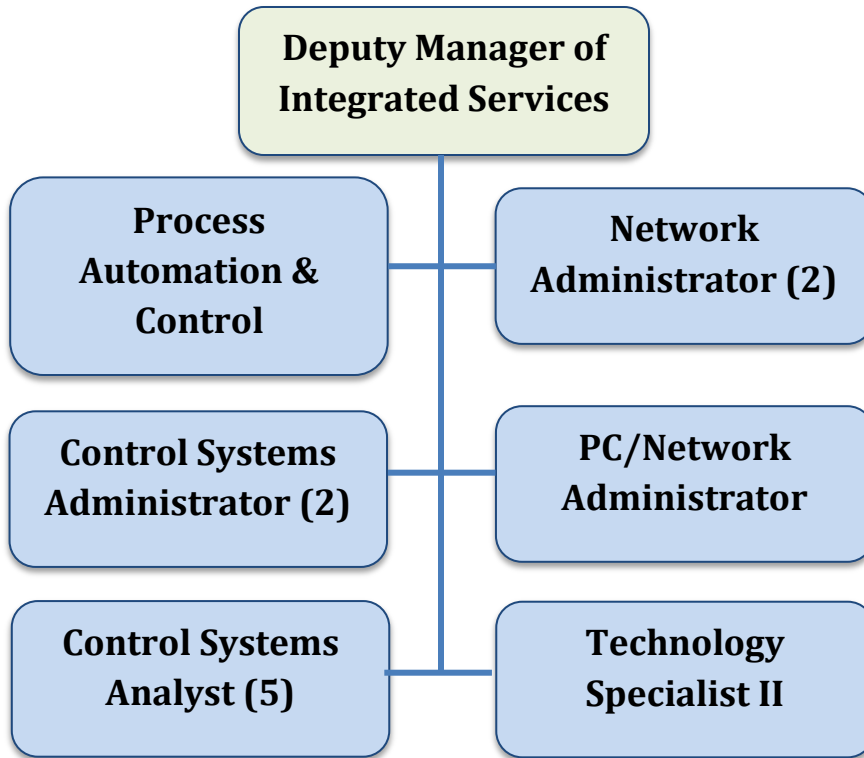 Deputy Manager of
Integrated Services
Process
Automation &
Control
Network
Administrator (2)
Control Systems
Administrator (2)
PC/Network
Administrator
Control Systems
Analyst (5)
Technology
Specialist II